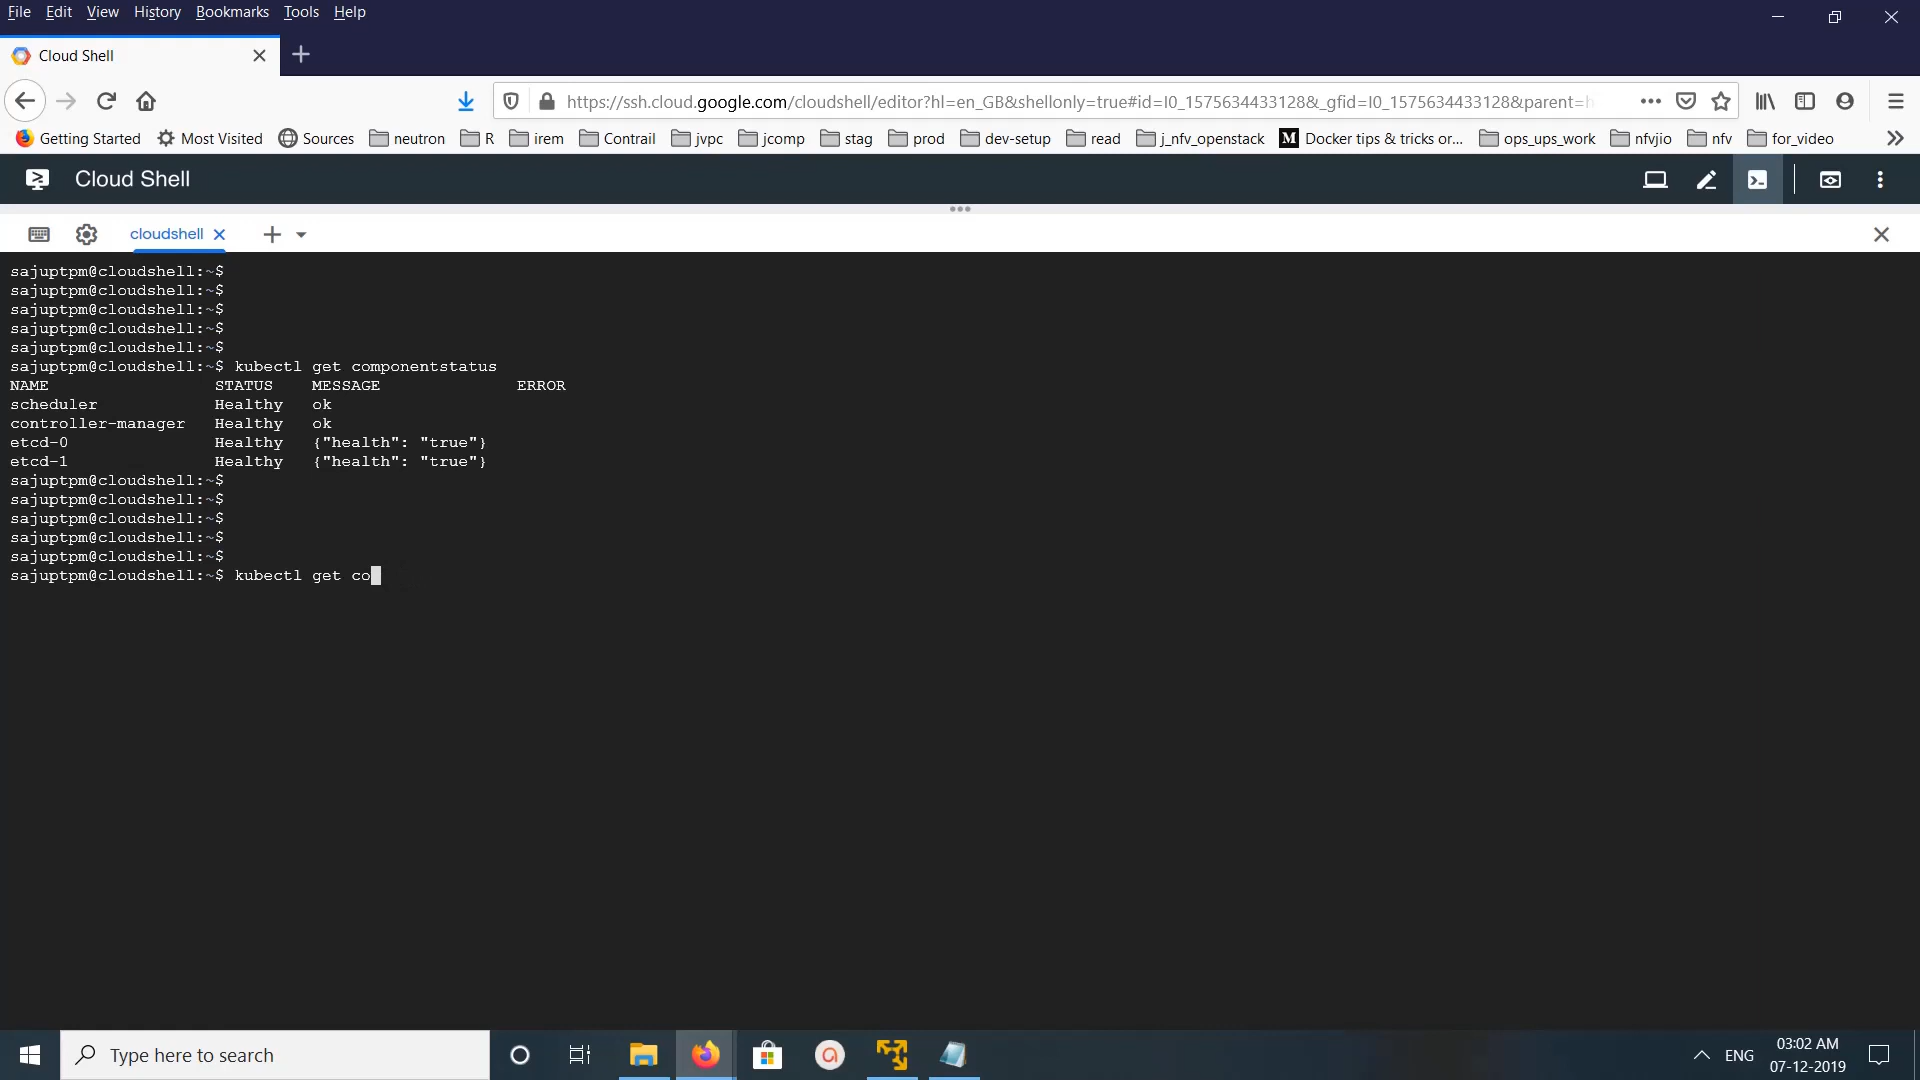 File Edit View History Bookmarks Tools Help
Cloud Shell
https://ssh.cloud.google.com/cloudshell/editor?hl=en_GB&shellonly=true#id=I0_1575634433128&_gfid=I0_1575634433128&parent=h
Getting Started Most Visited Sources neutron R irem Contrail jvpc jcomp stag prod dev-setup read j_nfv_openstack M Docker tips & tricks or... ops_ups_work nfvjio nfv for_video
Cloud Shell
cloudshell
sajuptpm@cloudshell:~$
sajuptpm@cloudshell:~$
sajuptpm@cloudshell:~$
sajuptpm@cloudshell:~$
sajuptpm@cloudshell:~$
sajuptpm@cloudshell:~$ kubectl get componentstatus
NAME STATUS MESSAGE ERROR
scheduler Healthy ok
controller-manager Healthy ok
etcd-0 Healthy {"health": "true"}
etcd-1 Healthy {"health": "true"}
sajuptpm@cloudshell:~$
sajuptpm@cloudshell:~$
sajuptpm@cloudshell:~$
sajuptpm@cloudshell:~$
sajuptpm@cloudshell:~$
sajuptpm@cloudshell:~$ kubectl get co
Type here to search
ENG
03:02 AM
07-12-2019